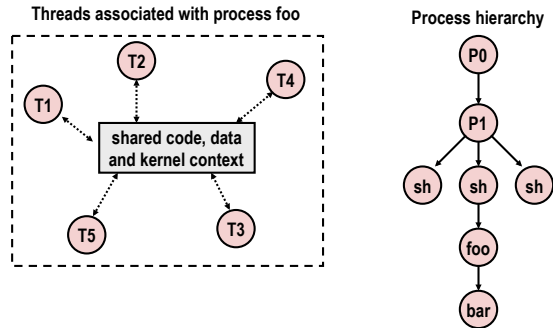 Threads associated with process foo
T1
T2
T4
shared code, data
and kernel context
T5
T3
Process hierarchy
P0
P1
sh
sh
sh
foo
bar